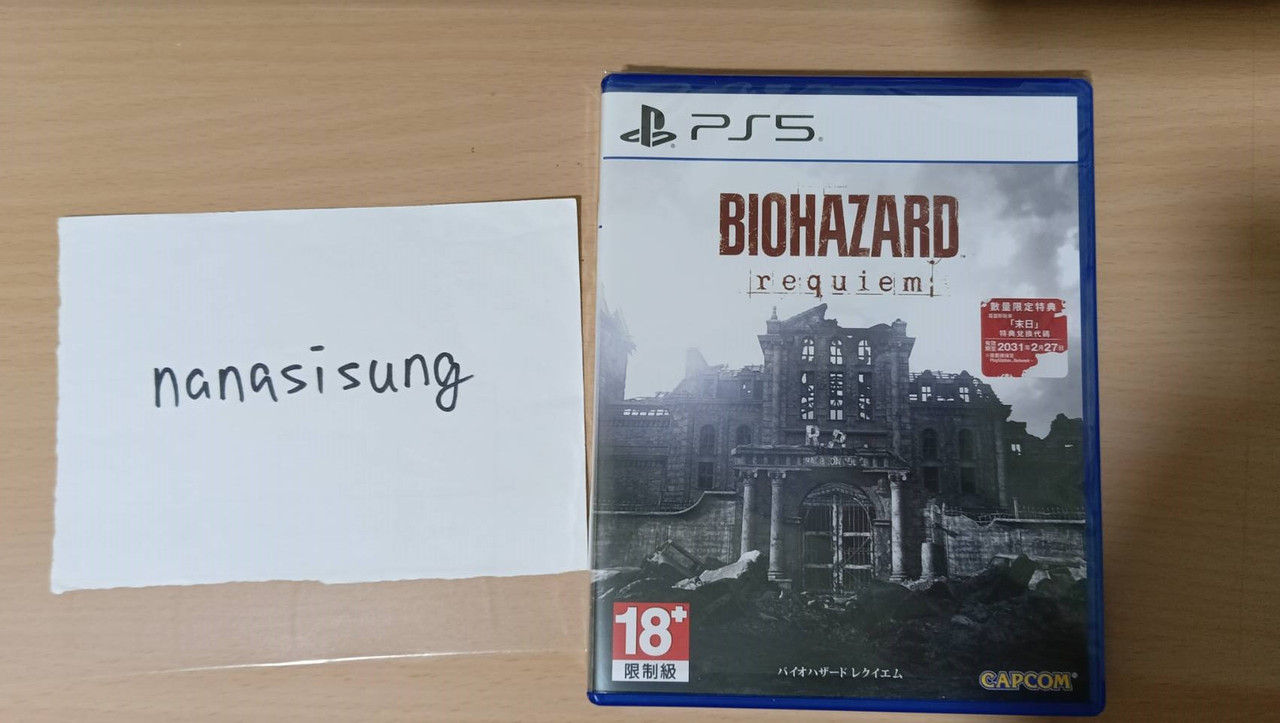 nanasisung
PS5
BIOHAZARD
requiem
數量限定特典
「末日」
特典兌換代碼
2031年2月27日
R.P.
18+
限制級
バイオハザード レクイエム
CAPCOM